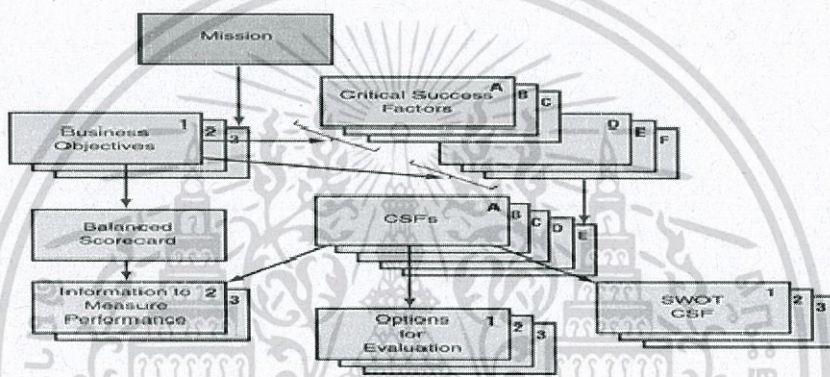 Mission
Critical Success
Factors
A
B
C
D
E
F
Business
Objectives
1
2
3
Balanced
Scorecard
CSFs
A
B
C
D
E
Information to
Measure
Performance
2
3
Options
for
Evaluation
1
2
3
SWOT
CSF
1
2
3